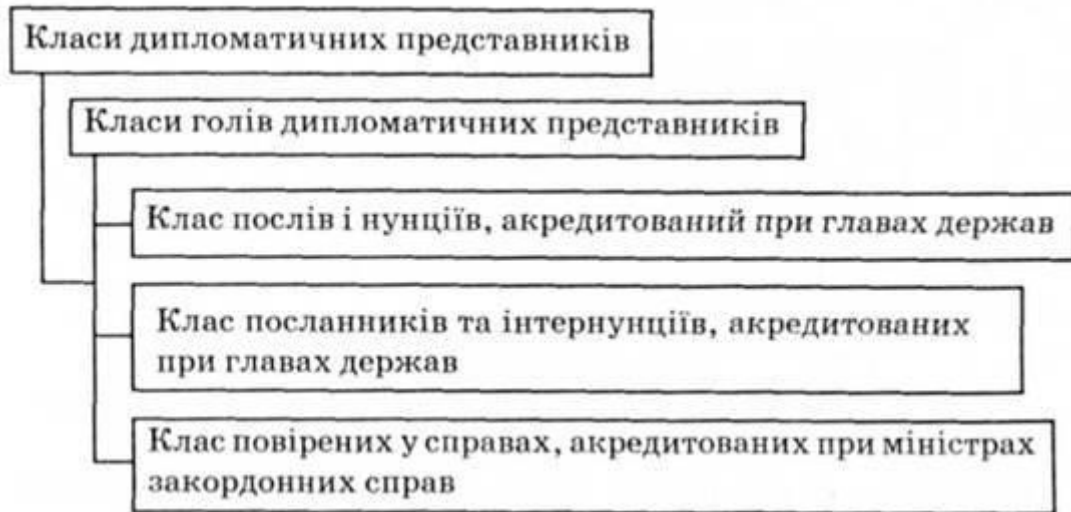 Класи дипломатичних представників
Класи голів дипломатичних представників
Клас послів і нунціїв, акредитований при главах держав
Клас посланників та інтернунціїв, акредитованих
при главах держав
Клас повірених у справах, акредитованих при міністрах
закордонних справ